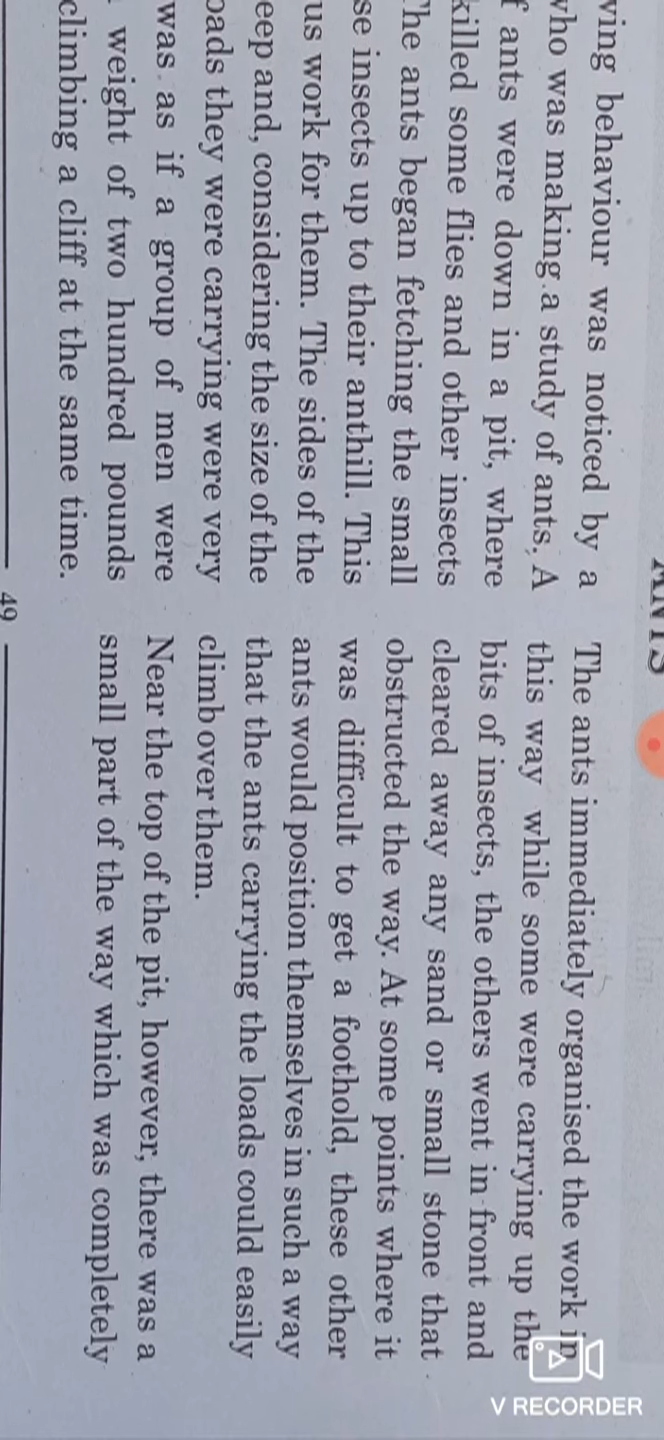 ving behaviour was noticed by a
who was making a study of ants. A
f ants were down in a pit, where
killed some flies and other insects
The ants began fetching the small
se insects up to their anthill. This
us work for them. The sides of the
eep and, considering the size of the
oads they were carrying were very
was as if a group of men were
weight of two hundred pounds
climbing a cliff at the same time.
The ants immediately organised the work in
this way while some were carrying up the
bits of insects, the others went in front and
cleared away any sand or small stone that
obstructed the way. At some points where it
was difficult to get a foothold, these other
ants would position themselves in such a way
that the ants carrying the loads could easily
climb over them.
Near the top of the pit, however, there was a
small part of the way which was completely
49
V RECORDER